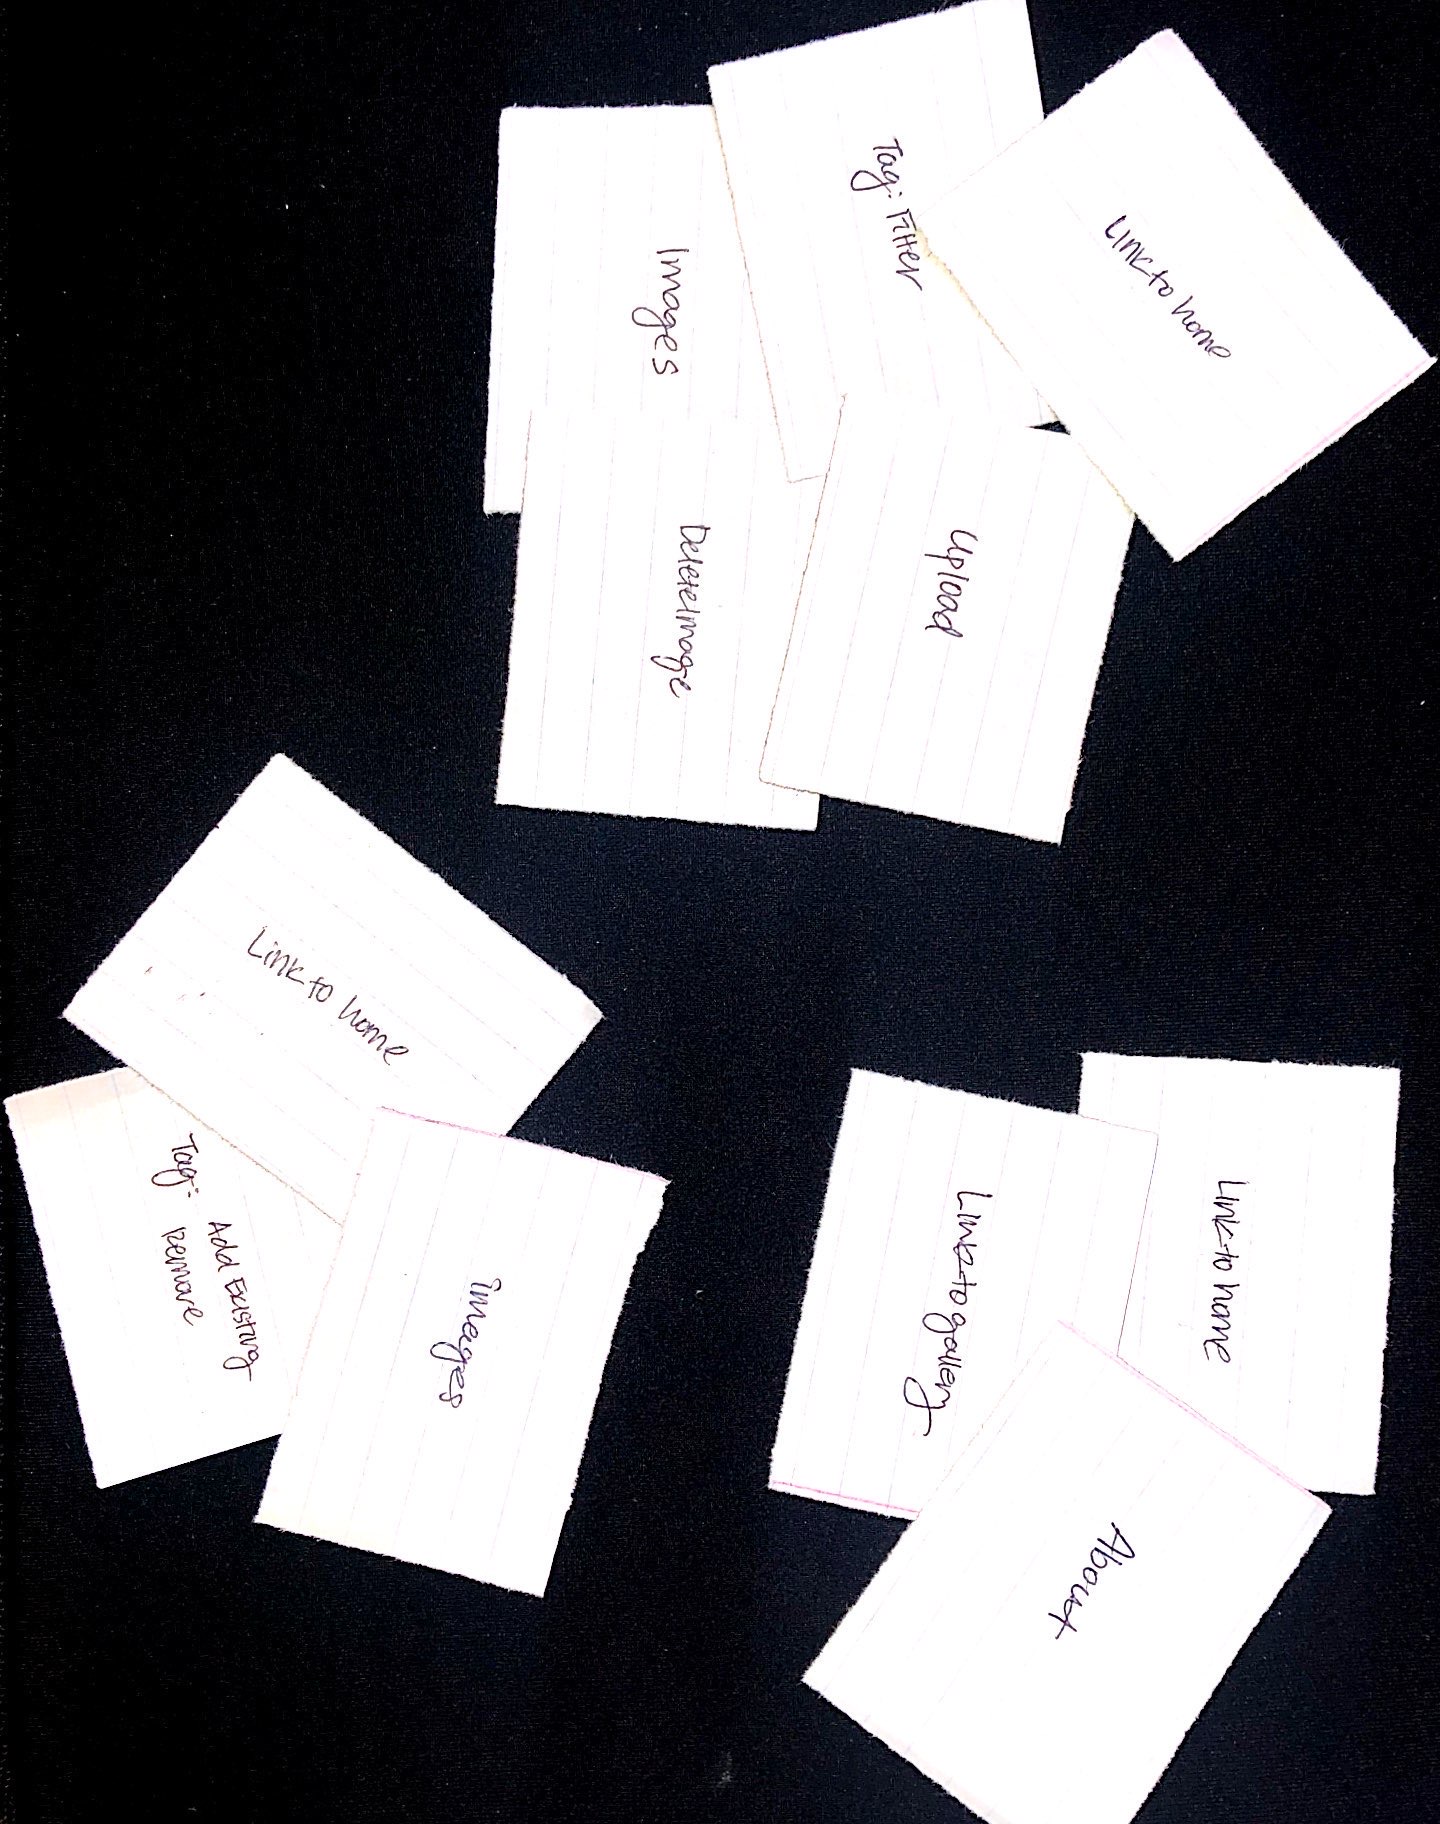 Images
Tag: Filter
Link to home
Delete Image
Upload
Link to home
Tag: Add Existing
Remove
images
Link to gallery
Link to home
About